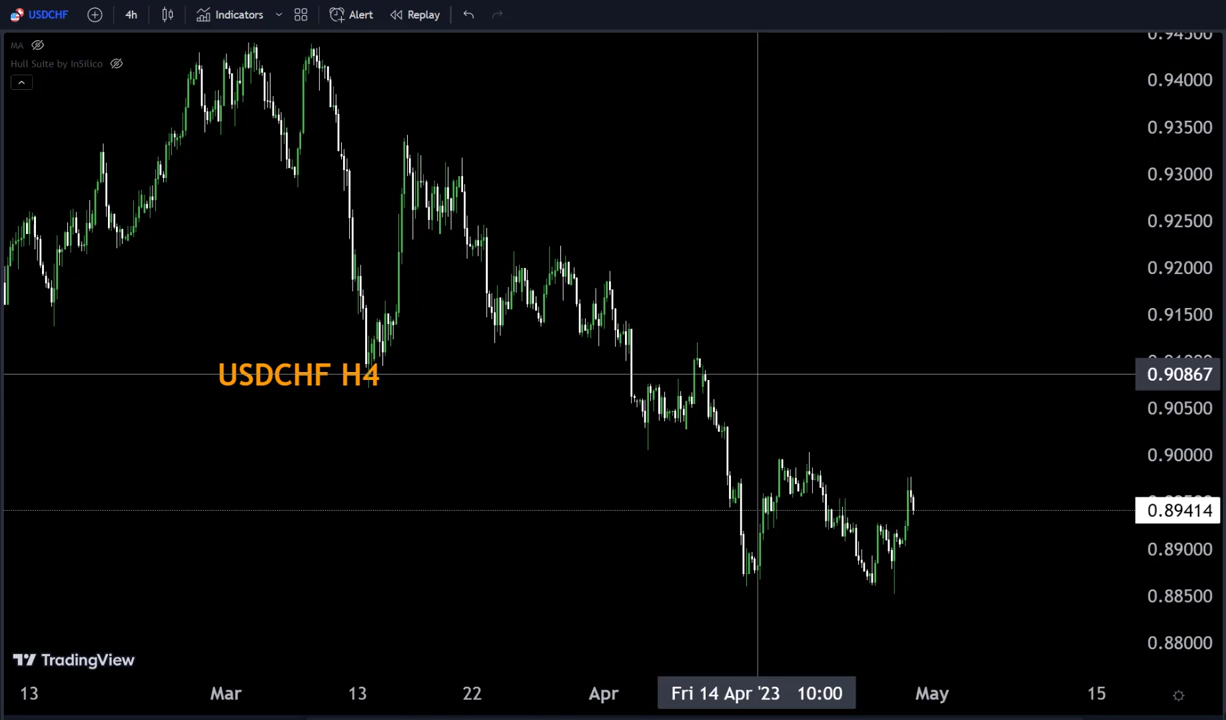 USDCHF 4h Indicators Alert Replay
MA
Hull Suite by InSilico
0.94500
0.94000
0.93500
0.93000
0.92500
0.92000
0.91500
0.91000
0.90867
0.90500
0.90000
0.89414
0.89000
0.88500
0.88000
USDCHF H4
TradingView
13 Mar 13 22 Apr Fri 14 Apr '23 10:00 May 15